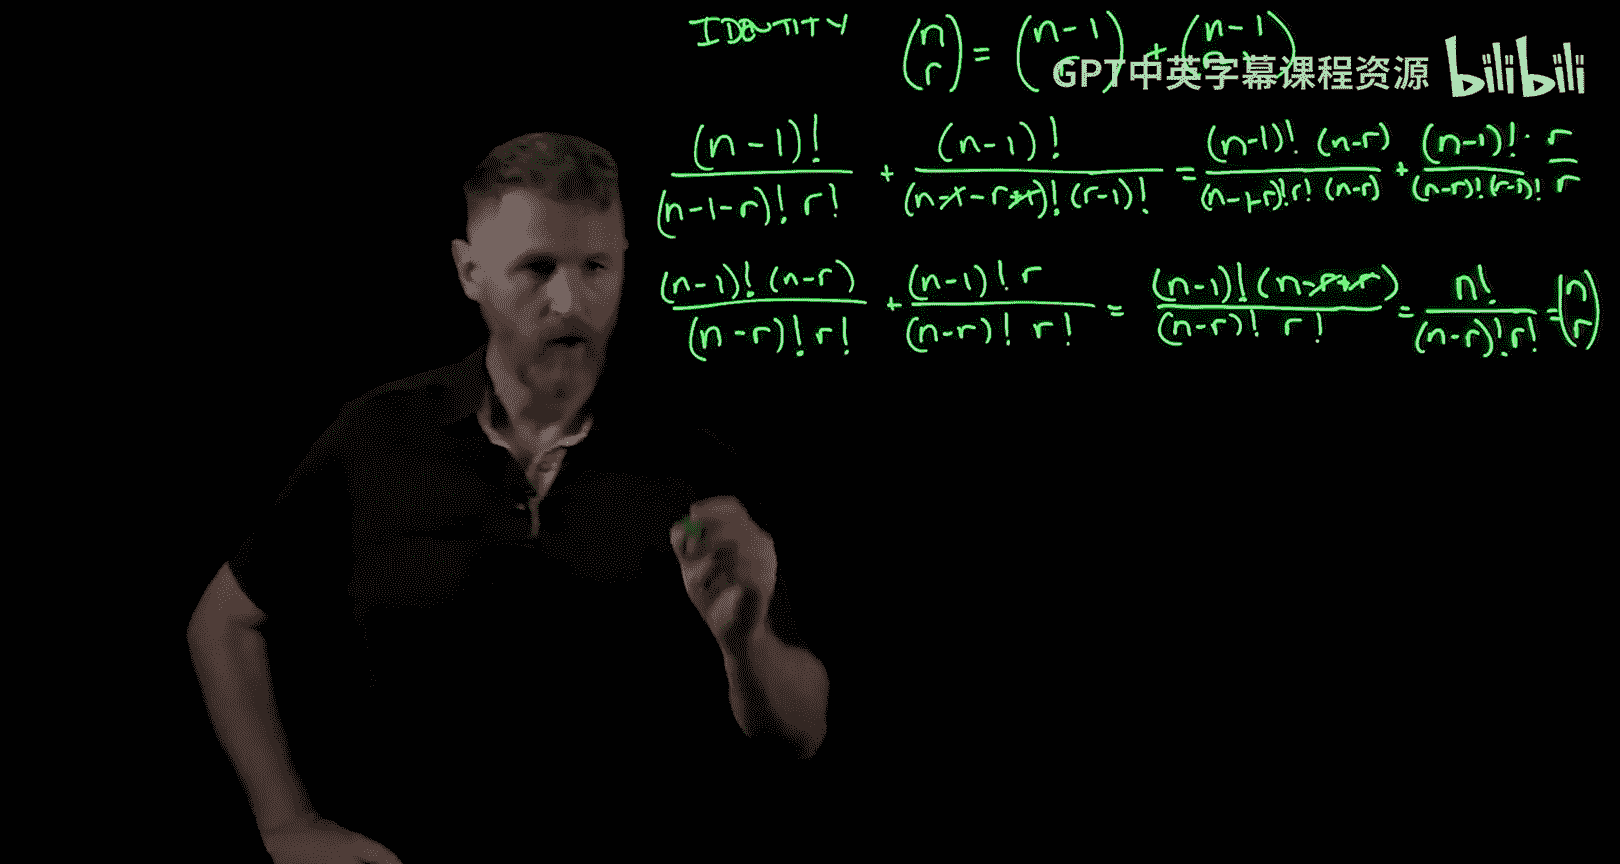 IDENTITY (n r) = (n-1 r) + (n-1
GPT中英字幕课程资源 bilibili
(n-1)!/(n-1-r)! r! + (n-1)!/(n-1-r+1)! (r-1)! = (n-1)! (n-r)/(n-1-r)! r! (n-r) + (n-1)!/(n-r)! (r-1)! · r/r
(n-1)! (n-r)/(n-r)! r! + (n-1)! r/(n-r)! r! = (n-1)! (n-r+r)/(n-r)! r! = n!/(n-r)! r! = (n r)